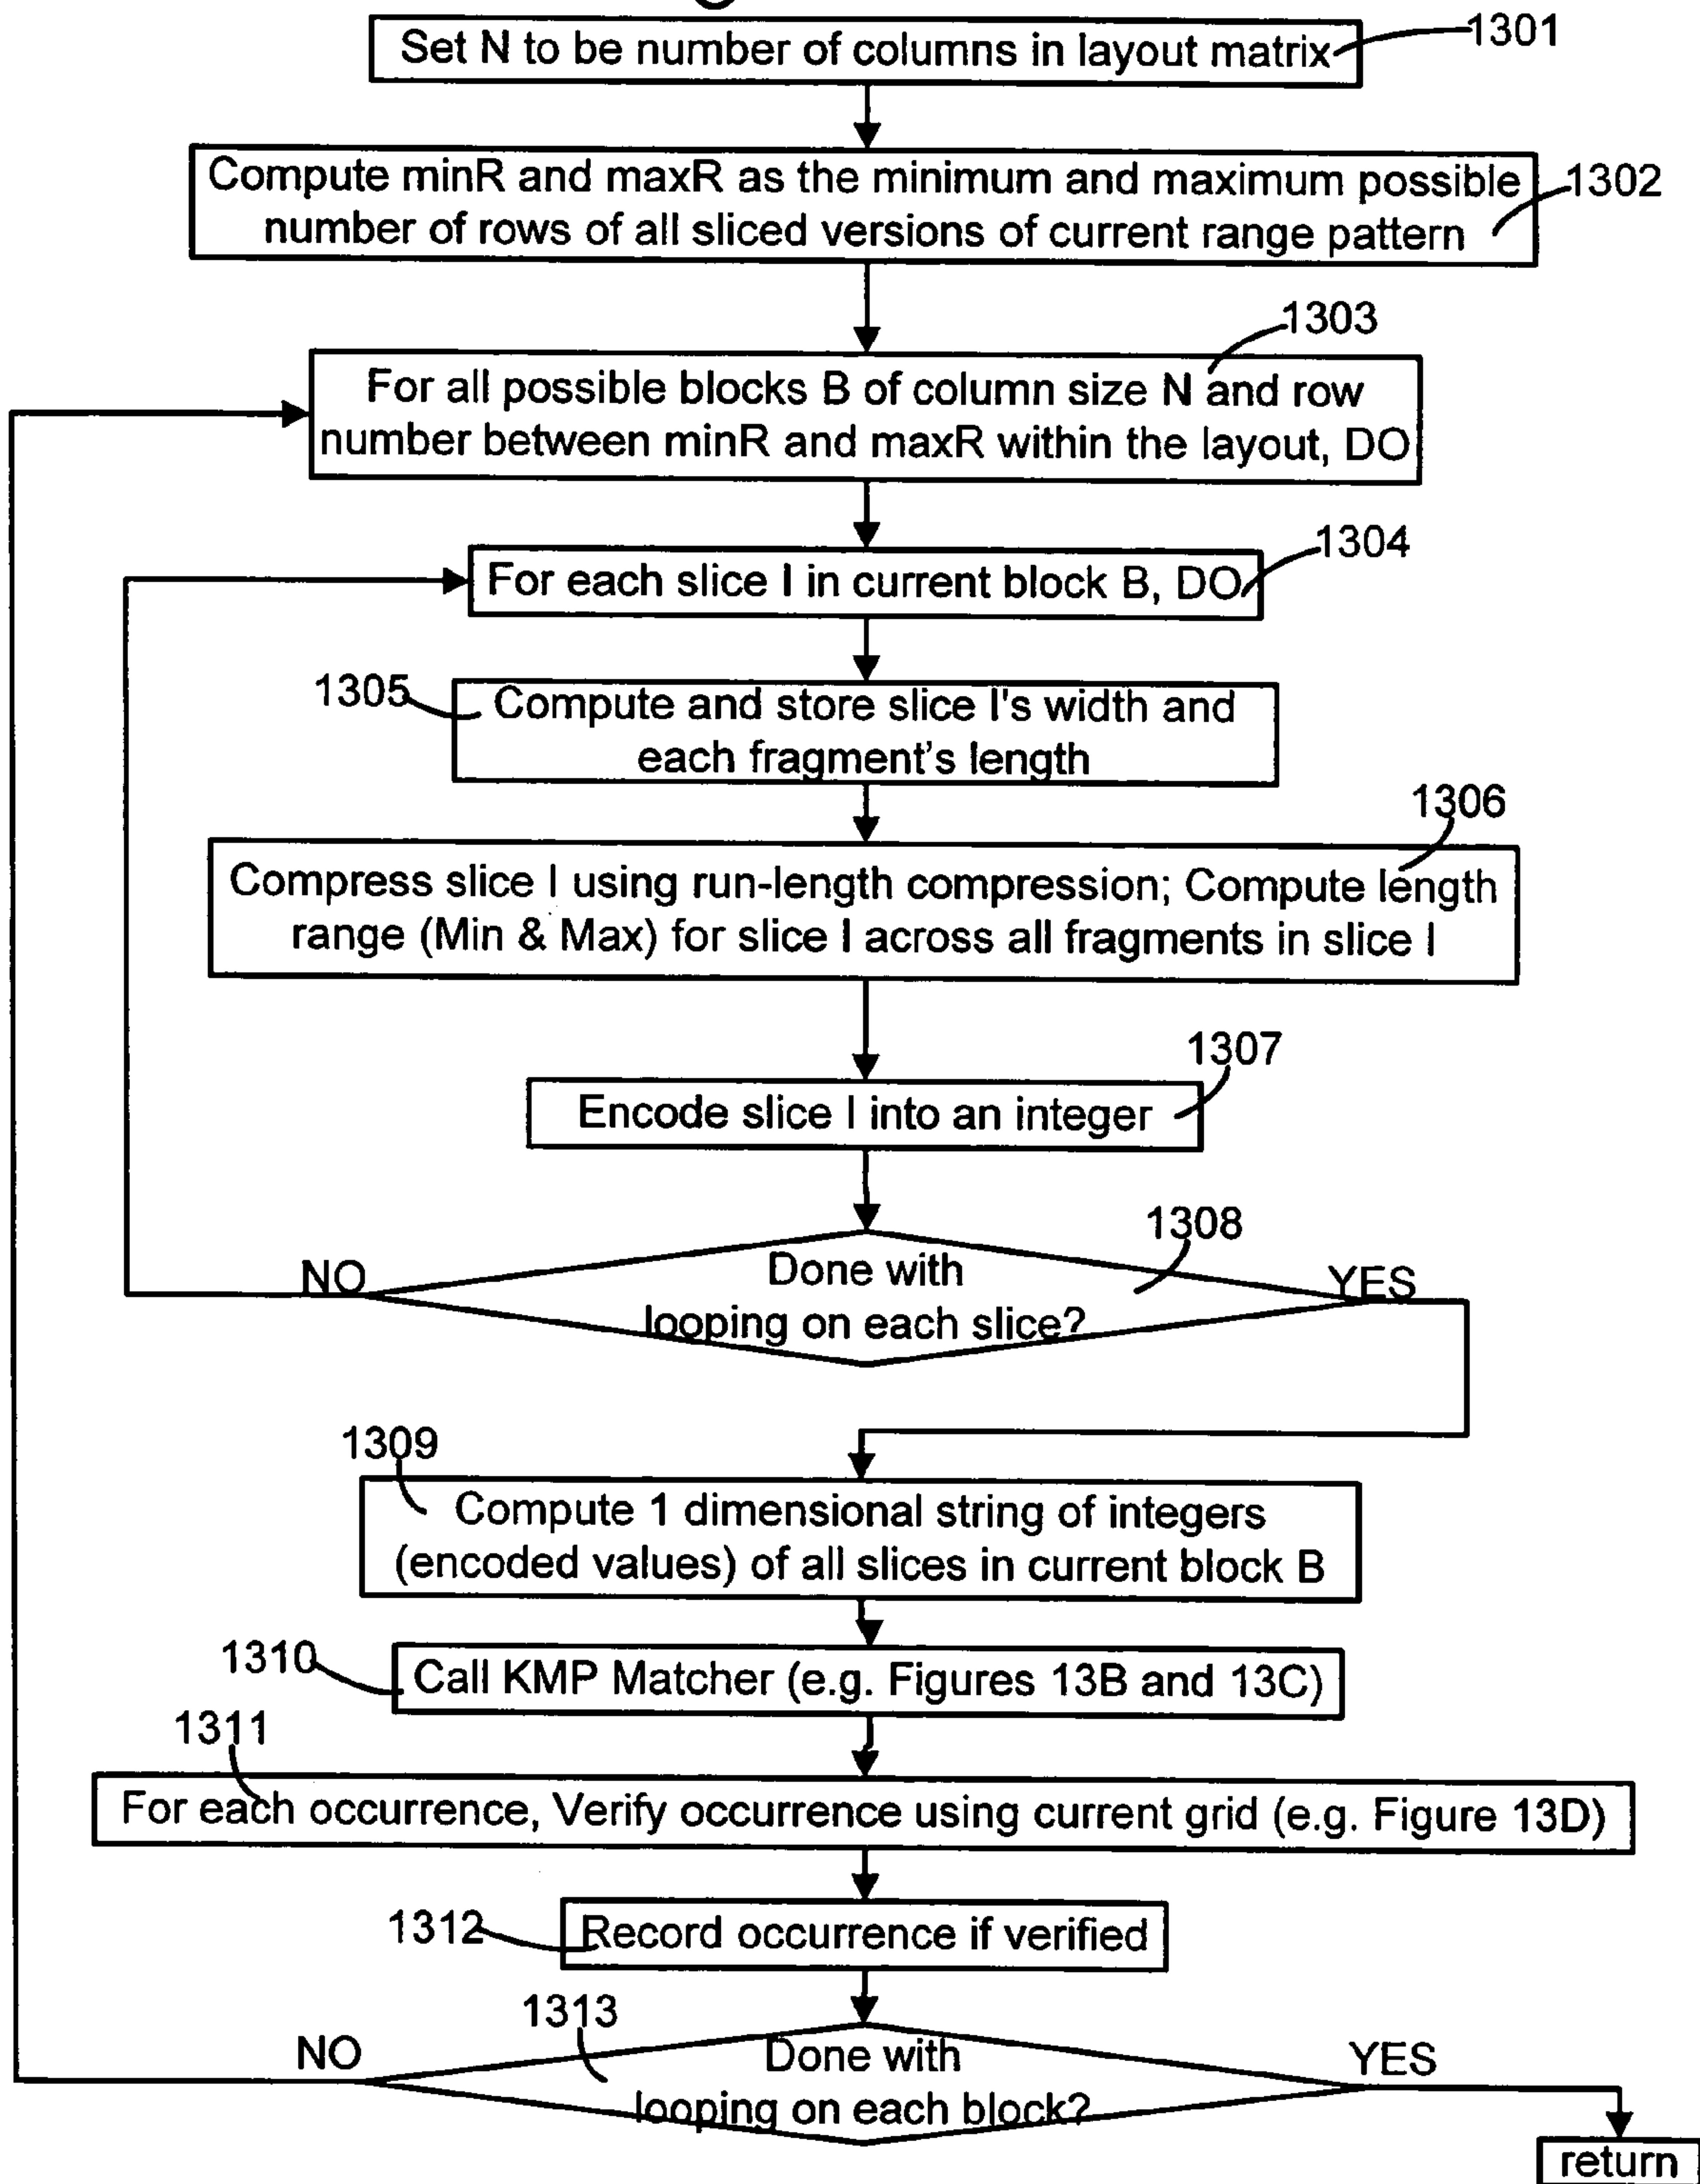 Set N to be number of columns in layout matrix
1301
Compute minR and maxR as the minimum and maximum possible
number of rows of all sliced versions of current range pattern
1302
1303
For all possible blocks B of column size N and row
number between minR and maxR within the layout, DO
1304
For each slice I in current block B, DO
1305
Compute and store slice I's width and
each fragment's length
1306
Compress slice I using run-length compression; Compute length
range (Min & Max) for slice I across all fragments in slice I
1307
Encode slice I into an integer
1308
NO
Done with
looping on each slice?
YES
1309
Compute 1 dimensional string of integers
(encoded values) of all slices in current block B
1310
Call KMP Matcher (e.g. Figures 13B and 13C)
1311
For each occurrence, Verify occurrence using current grid (e.g. Figure 13D)
1312
Record occurrence if verified
1313
NO
Done with
looping on each block?
YES
return